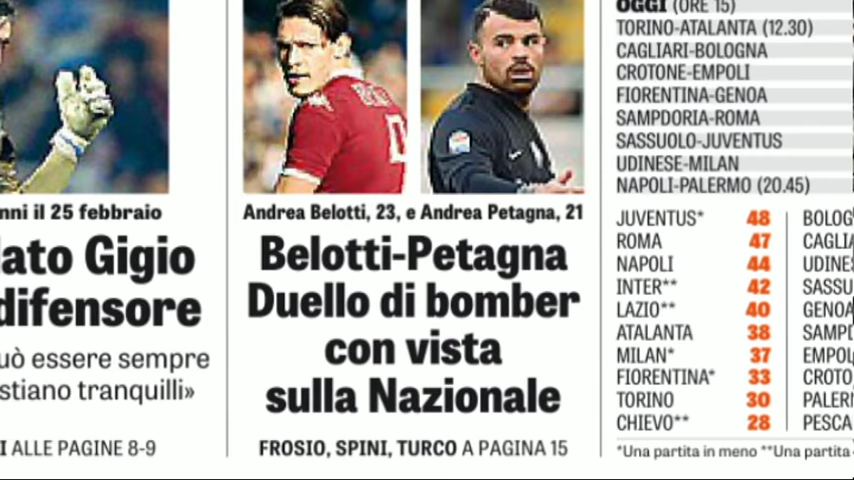 nni il 25 febbraio
ato Gigio
difensore
uò essere sempre
stiano tranquilli»
I ALLE PAGINE 8-9
Andrea Belotti, 23, e Andrea Petagna, 21
Belotti-Petagna
Duello di bomber
con vista
sulla Nazionale
FROSIO, SPINI, TURCO A PAGINA 15
OGGI (ORE 15)
TORINO-ATALANTA (12.30)
CAGLIARI-BOLOGNA
CROTONE-EMPOLI
FIORENTINA-GENOA
SAMPDORIA-ROMA
SASSUOLO-JUVENTUS
UDINESE-MILAN
NAPOLI-PALERMO (20.45)
JUVENTUS* 48
ROMA 47
NAPOLI 44
INTER** 42
LAZIO** 40
ATALANTA 38
MILAN* 37
FIORENTINA* 33
TORINO 30
CHIEVO** 28
BOLOG
CAGLIA
UDINES
SASSU
GENOA
SAMPD
EMPOL
CROTO
PALER
PESCA
*Una partita in meno **Una partita